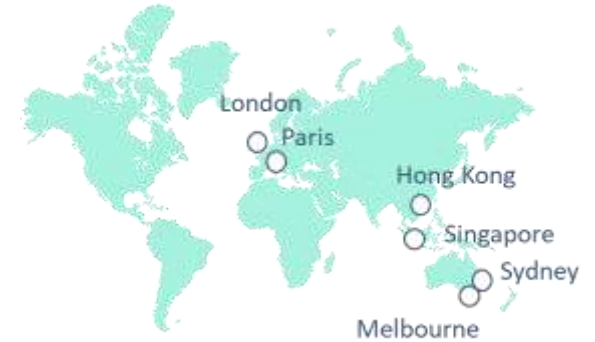 London
Paris
Hong Kong
Singapore
Sydney
Melbourne